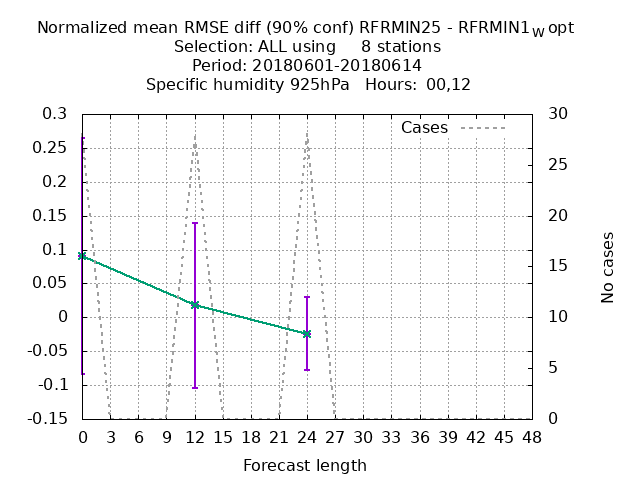 Normalized mean RMSE diff (90% conf) RFRMIN25 - RFRMIN1wopt
Selection: ALL using     8 stations
Period: 20180601-20180614
Specific humidity 925hPa   Hours:  00,12
Cases
0.3
0.25
0.2
0.15
0.1
0.05
0
-0.05
-0.1
-0.15
30
25
20
15
10
5
0
No cases
0 3 6 9 12 15 18 21 24 27 30 33 36 39 42 45 48
Forecast length